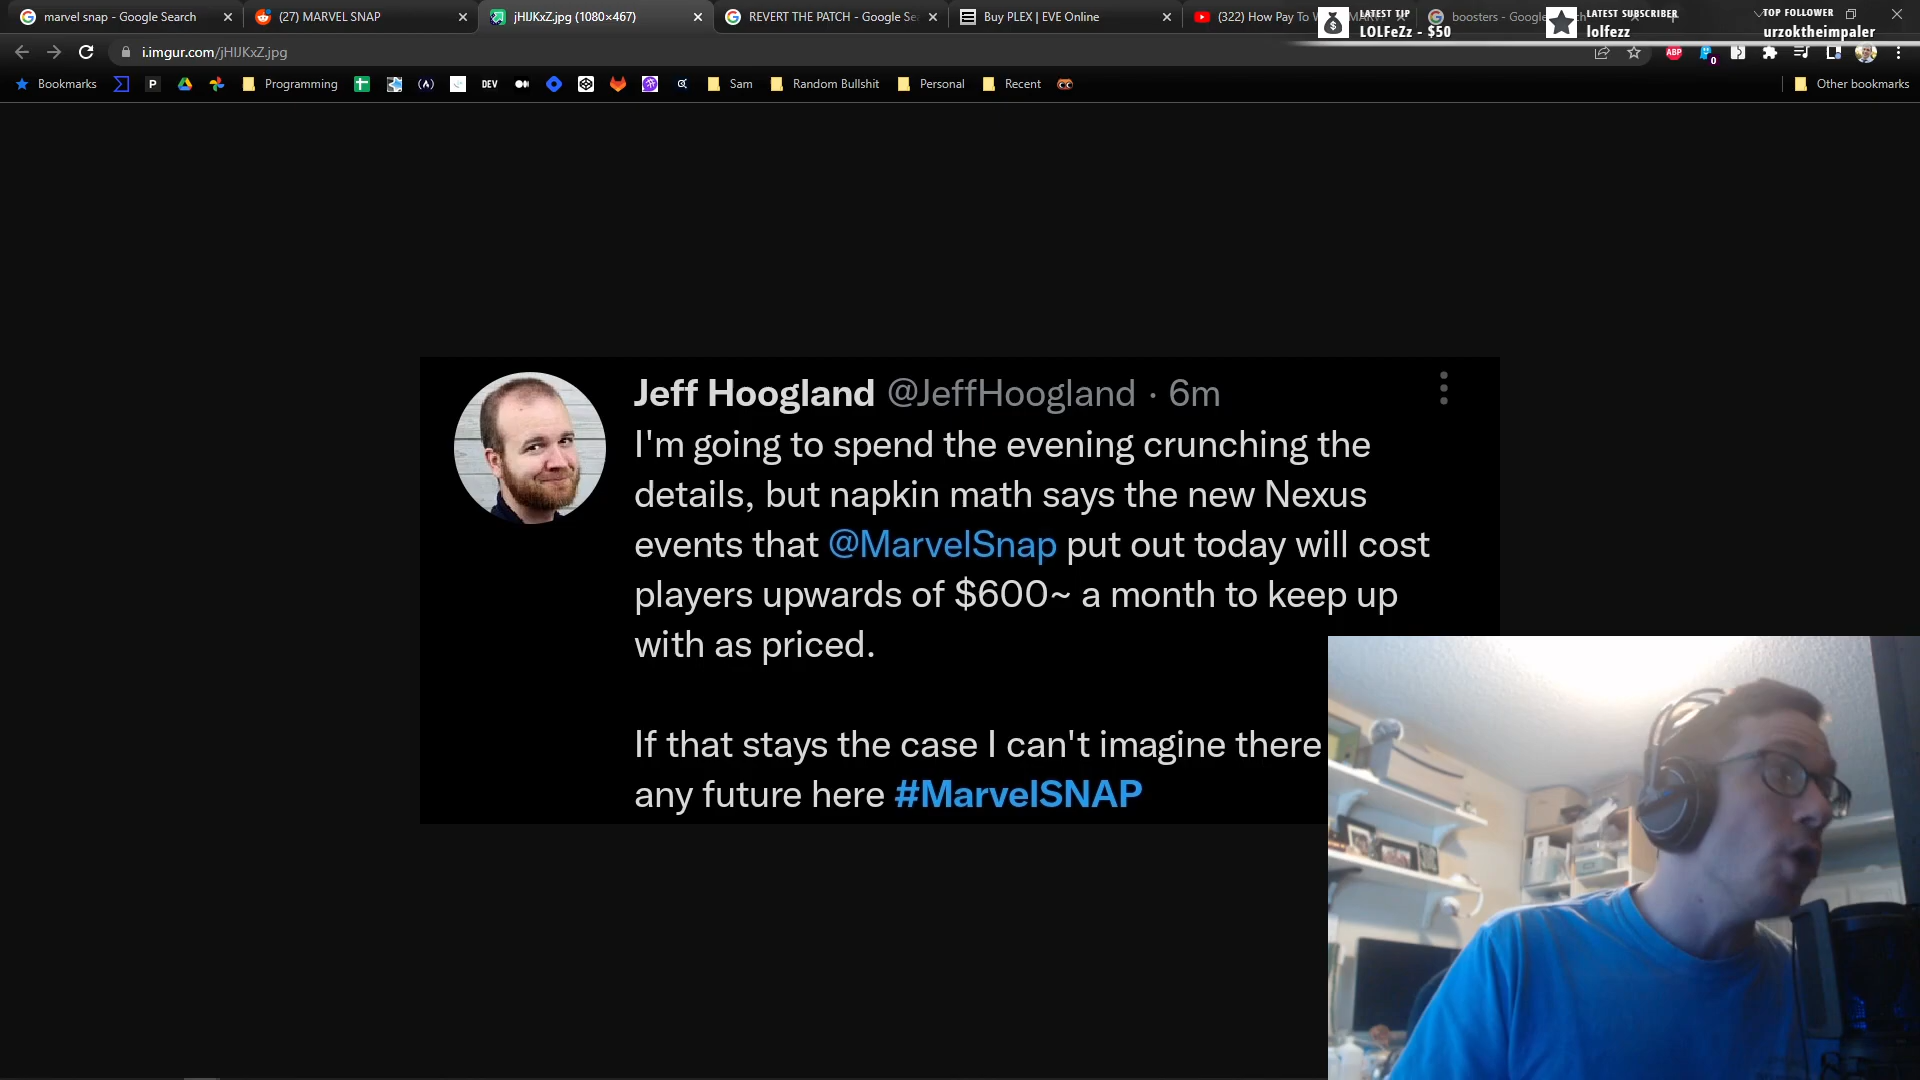 marvel snap - Google Search
(27) MARVEL SNAP
jHIJKxZ.jpg (1080×467)
REVERT THE PATCH - Google Se
Buy PLEX | EVE Online
(322) How Pay To W
boosters - Goog
LATEST TIP
LOLFeZz - $50
LATEST SUBSCRIBER
lolfezz
TOP FOLLOWER
urzoktheimpaler
i.imgur.com/jHIJKxZ.jpg
ABP
0
Bookmarks
P
DEV
Programming
Sam
Random Bullshit
Personal
Recent
Other bookmarks
Jeff Hoogland @JeffHoogland · 6m
I'm going to spend the evening crunching the
details, but napkin math says the new Nexus
events that @MarvelSnap put out today will cost
players upwards of $600~ a month to keep up
with as priced.
If that stays the case I can't imagine there
any future here #MarvelSNAP